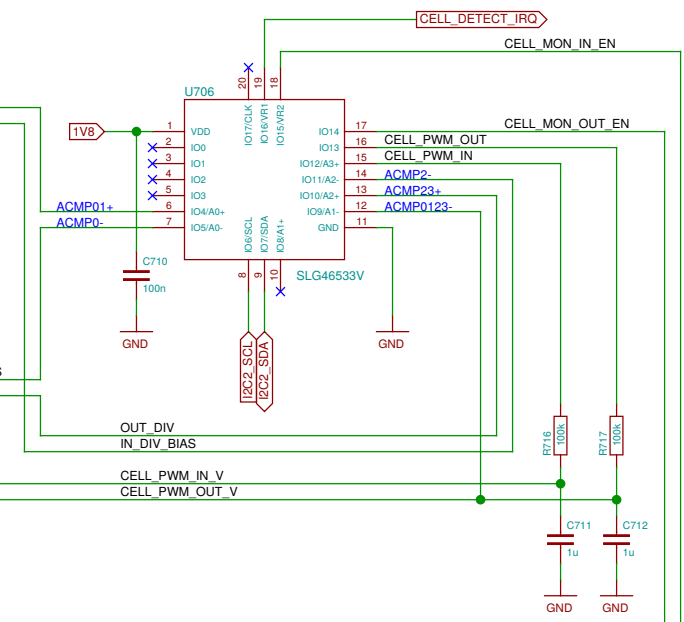 CELL_DETECT_IRQ
CELL_MON_IN_EN
U706
20
19
18
IO17/CLK
IO16/VR1
IO15/VR2
1V8
1
VDD
IO14
17
CELL_MON_OUT_EN
2
IO0
IO13
16
CELL_PWM_OUT
3
IO1
IO12/A3+
15
CELL_PWM_IN
4
IO2
IO11/A2-
14
ACMP2-
5
IO3
IO10/A2+
13
ACMP23+
ACMP01+
6
IO4/A0+
IO9/A1-
12
ACMP0123-
ACMP0-
7
IO5/A0-
GND
11
IO6/SCL
IO7/SDA
IO8/A1+
8
9
10
SLG46533V
C710
100n
GND
GND
I2C2_SCL
I2C2_SDA
S
OUT_DIV
IN_DIV_BIAS
R716
100k
R717
100k
CELL_PWM_IN_V
CELL_PWM_OUT_V
C711
1u
C712
1u
GND
GND